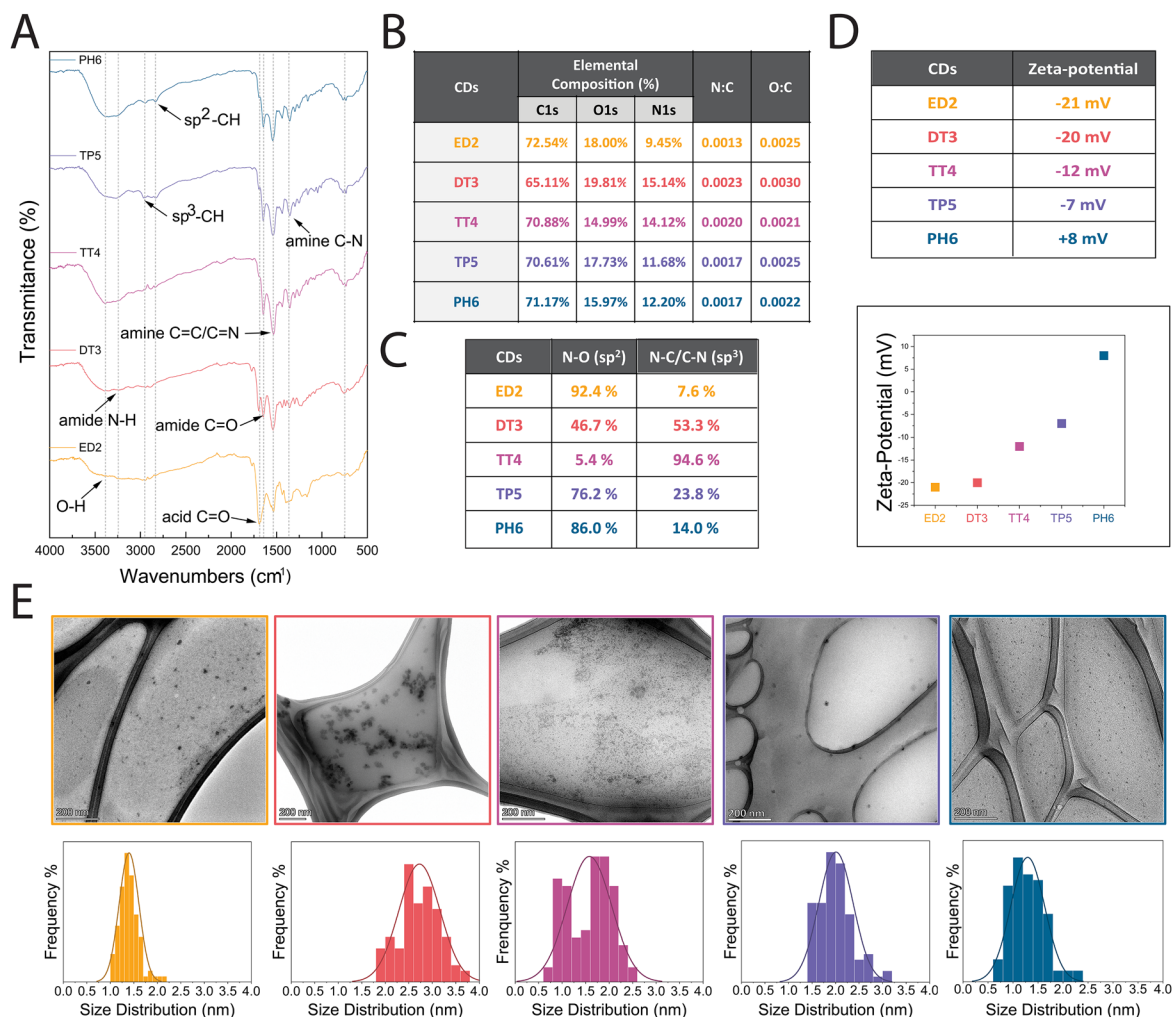 A
PH6
sp2-CH
TP5
sp3-CH
amine C-N
TT4
amine C=C/C=N
DT3
amide N-H
amide C=O
ED2
O-H
acid C=O
Transmitance (%)
4000 3500 3000 2500 2000 1500 1000 500
Wavenumbers (cm1)
B
CDs Elemental Composition (%) N:C O:C
C1s O1s N1s
ED2 72.54% 18.00% 9.45% 0.0013 0.0025
DT3 65.11% 19.81% 15.14% 0.0023 0.0030
TT4 70.88% 14.99% 14.12% 0.0020 0.0021
TP5 70.61% 17.73% 11.68% 0.0017 0.0025
PH6 71.17% 15.97% 12.20% 0.0017 0.0022
C
CDs N-O (sp2) N-C/C-N (sp3)
ED2 92.4 % 7.6 %
DT3 46.7 % 53.3 %
TT4 5.4 % 94.6 %
TP5 76.2 % 23.8 %
PH6 86.0 % 14.0 %
D
CDs Zeta-potential
ED2 -21 mV
DT3 -20 mV
TT4 -12 mV
TP5 -7 mV
PH6 +8 mV
Zeta-Potential (mV)
10
5
0
-5
-10
-15
-20
-25
ED2 DT3 TT4 TP5 PH6
E
200 nm
200 nm
200 nm
200 nm
200 nm
Frequency %
0.0 0.5 1.0 1.5 2.0 2.5 3.0 3.5 4.0
Size Distribution (nm)
Frequency %
0.0 0.5 1.0 1.5 2.0 2.5 3.0 3.5 4.0
Size Distribution (nm)
Frenquency %
0.0 0.5 1.0 1.5 2.0 2.5 3.0 3.5 4.0
Size Distribution (nm)
Frequency %
0.0 0.5 1.0 1.5 2.0 2.5 3.0 3.5 4.0
Size Distribution (nm)
Frequency %
0.0 0.5 1.0 1.5 2.0 2.5 3.0 3.5 4.0
Size Distribution (nm)